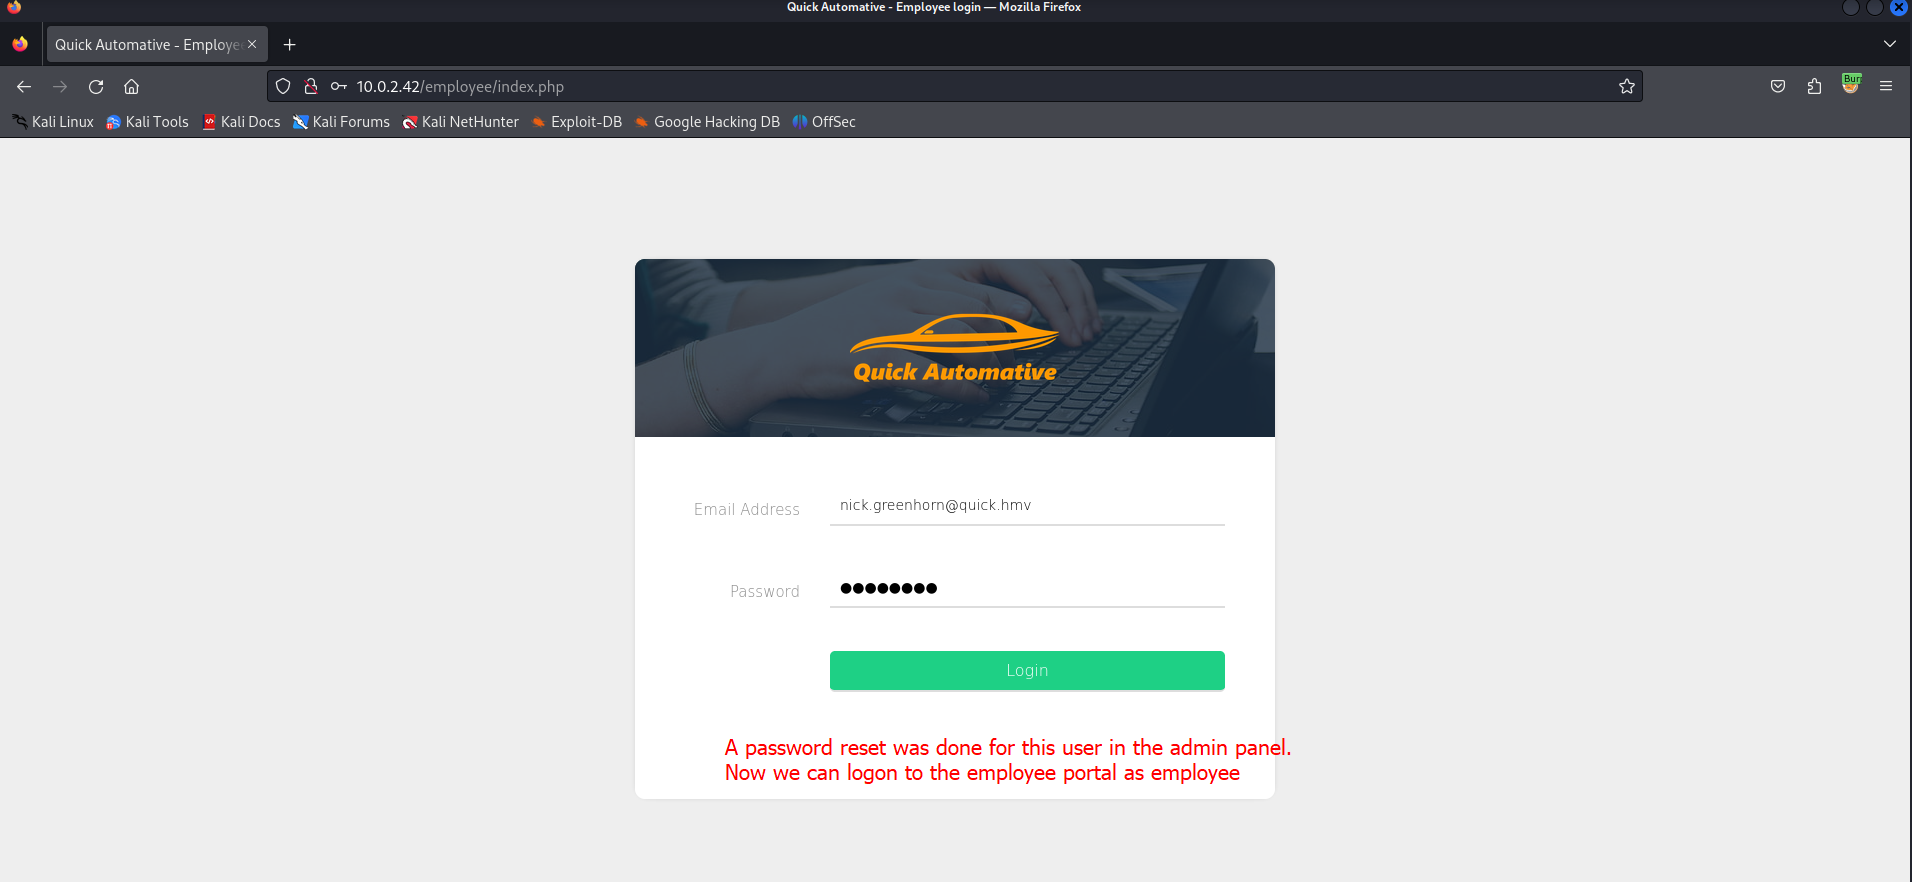 Quick Automative - Employee login — Mozilla Firefox
Quick Automative - Employe
10.0.2.42/employee/index.php
Burp
Kali Linux
Kali Tools
Kali Docs
Kali Forums
Kali NetHunter
Exploit-DB
Google Hacking DB
OffSec
Quick Automative
Email Address
nick.greenhorn@quick.hmv
Password
Login
A password reset was done for this user in the admin panel.
Now we can logon to the employee portal as employee